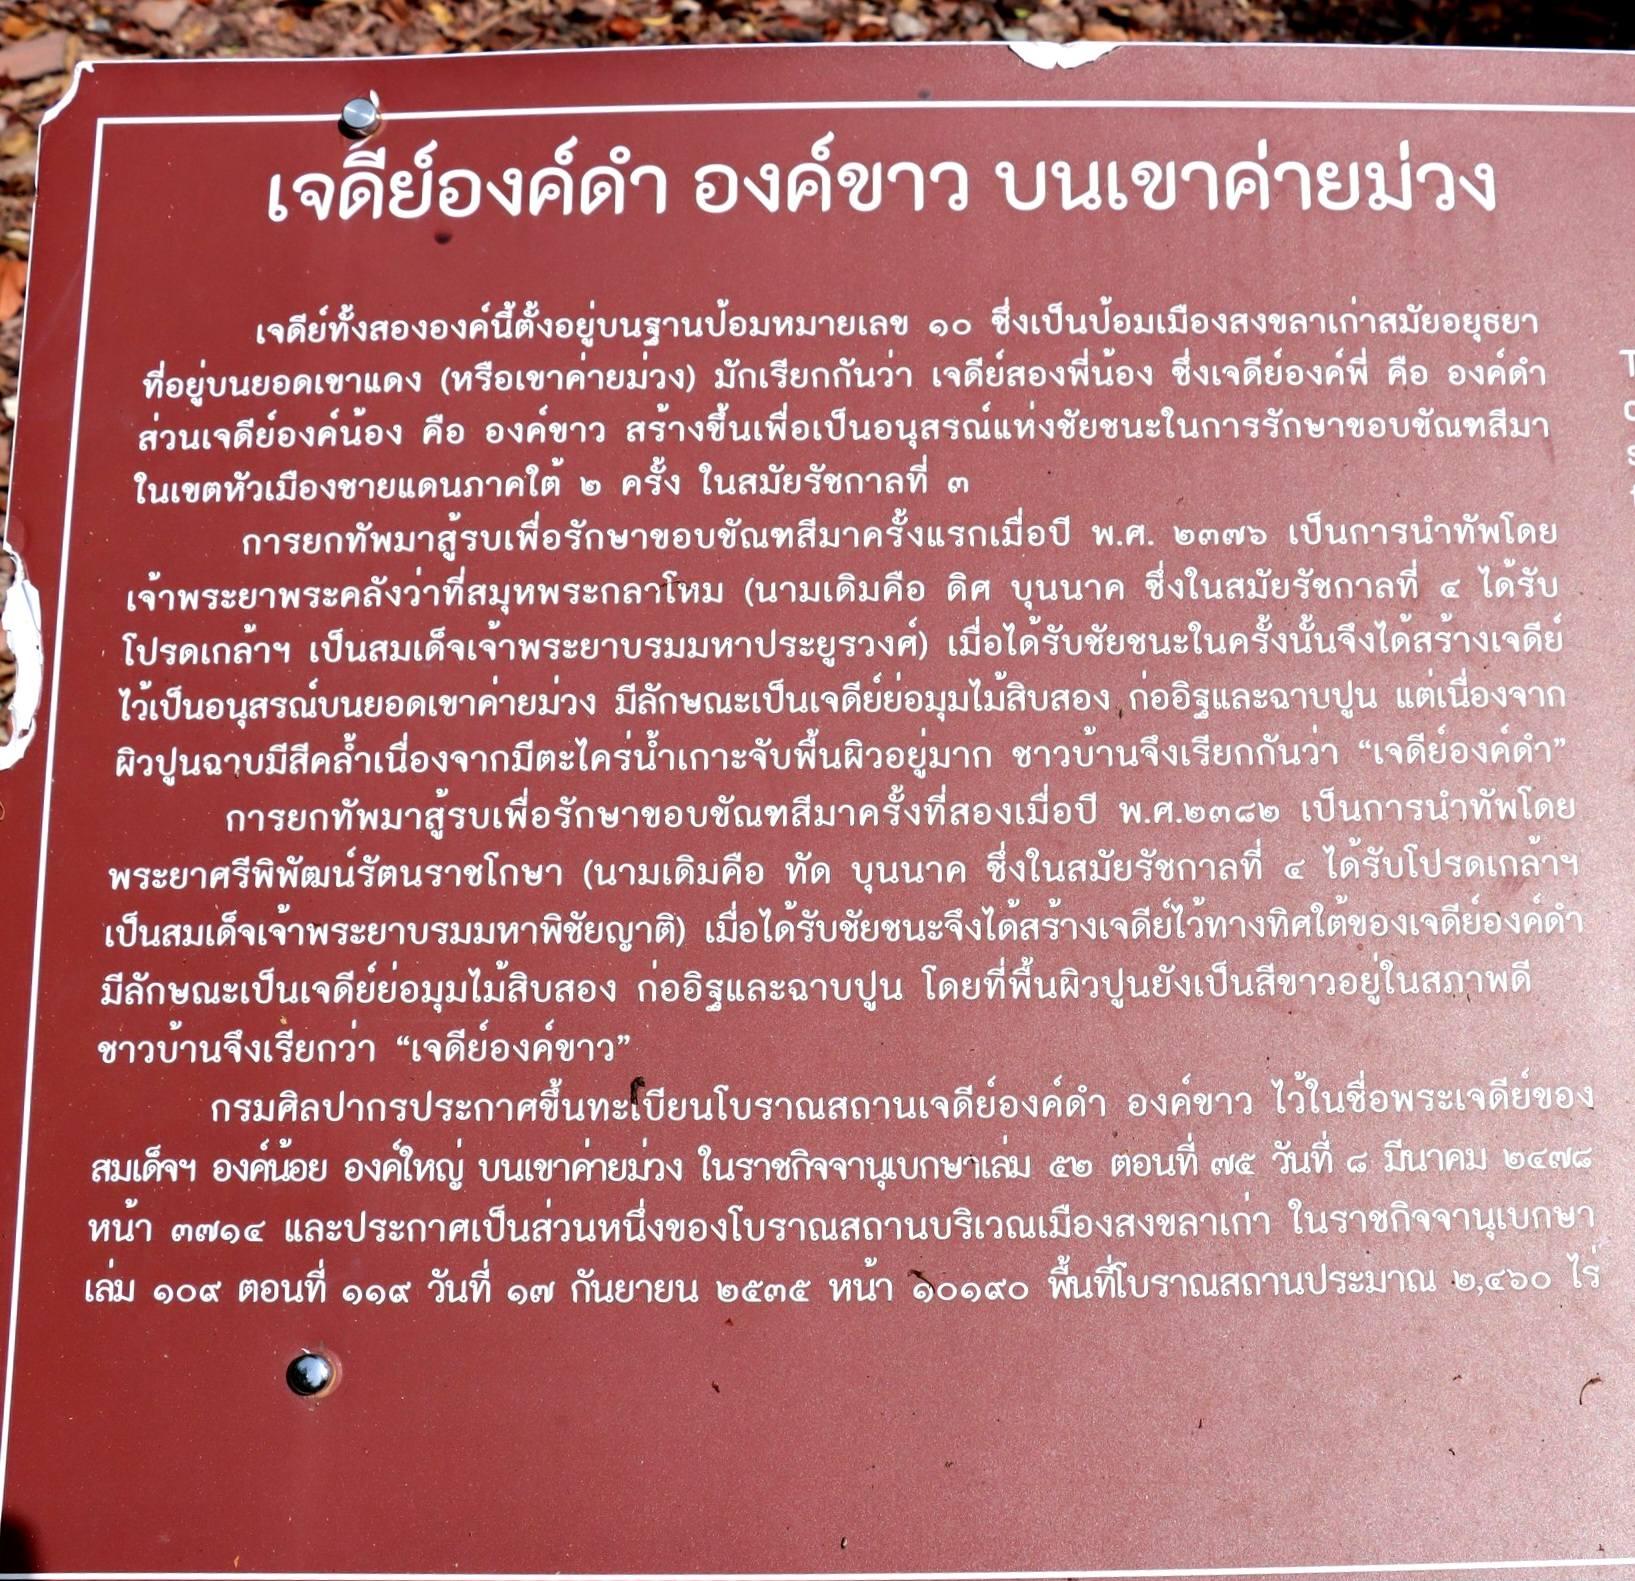 เจดีย์องค์ดำ องค์ขาว บนเขาค่ายม่วง
เจดีย์ทั้งสององค์นี้ตั้งอยู่บนฐานป้อมหมายเลข ๑๐ ซึ่งเป็นป้อมเมืองสงขลาเก่าสมัยอยุธยา
ที่อยู่บนยอดเขาแดง (หรือเขาค่ายม่วง) มักเรียกกันว่า เจดีย์สองพี่น้อง ซึ่งเจดีย์องค์พี่ คือ องค์ดำ
ส่วนเจดีย์องค์น้อง คือ องค์ขาว สร้างขึ้นเพื่อเป็นอนุสรณ์แห่งชัยชนะในการรักษาขอบขัณฑสีมา
ในเขตหัวเมืองชายแดนภาคใต้ ๒ ครั้ง ในสมัยรัชกาลที่ ๓
การยกทัพมาสู้รบเพื่อรักษาขอบขัณฑสีมาครั้งแรกเมื่อปี พ.ศ. ๒๓๗๖ เป็นการนำทัพโดย
เจ้าพระยาพระคลังว่าที่สมุหพระกลาโหม (นามเดิมคือ ดิศ บุนนาค ซึ่งในสมัยรัชกาลที่ ๔ ได้รับ
โปรดเกล้าฯ เป็นสมเด็จเจ้าพระยาบรมมหาประยูรวงศ์) เมื่อได้รับชัยชนะในครั้งนั้นจึงได้สร้างเจดีย์
ไว้เป็นอนุสรณ์บนยอดเขาค่ายม่วง มีลักษณะเป็นเจดีย์ย่อมุมไม้สิบสอง ก่ออิฐและฉาบปูน แต่เนื่องจาก
ผิวปูนฉาบมีสีคล้ำเนื่องจากมีตะไคร่น้ำเกาะจับพื้นผิวอยู่มาก ชาวบ้านจึงเรียกกันว่า “เจดีย์องค์ดำ”
การยกทัพมาสู้รบเพื่อรักษาขอบขัณฑสีมาครั้งที่สองเมื่อปี พ.ศ.๒๓๘๒ เป็นการนำทัพโดย
พระยาศรีพิพัฒน์รัตนราชโกษา (นามเดิมคือ ทัด บุนนาค ซึ่งในสมัยรัชกาลที่ ๔ ได้รับโปรดเกล้าฯ
เป็นสมเด็จเจ้าพระยาบรมมหาพิชัยญาติ) เมื่อได้รับชัยชนะจึงได้สร้างเจดีย์ไว้ทางทิศใต้ของเจดีย์องค์ดำ
มีลักษณะเป็นเจดีย์ย่อมุมไม้สิบสอง ก่ออิฐและฉาบปูน โดยที่พื้นผิวปูนยังเป็นสีขาวอยู่ในสภาพดี
ชาวบ้านจึงเรียกว่า “เจดีย์องค์ขาว”
กรมศิลปากรประกาศขึ้นทะเบียนโบราณสถานเจดีย์องค์ดำ องค์ขาว ไว้ในชื่อพระเจดีย์ของ
สมเด็จฯ องค์น้อย องค์ใหญ่ บนเขาค่ายม่วง ในราชกิจจานุเบกษาเล่ม ๕๒ ตอนที่ ๗๕ วันที่ ๘ มีนาคม ๒๔๗๘
หน้า ๓๗๑๔ และประกาศเป็นส่วนหนึ่งของโบราณสถานบริเวณเมืองสงขลาเก่า ในราชกิจจานุเบกษา
เล่ม ๑๐๙ ตอนที่ ๑๑๙ วันที่ ๑๗ กันยายน ๒๕๓๕ หน้า ๑๐๑๙๐ พื้นที่โบราณสถานประมาณ ๒,๔๖๐ ไร่